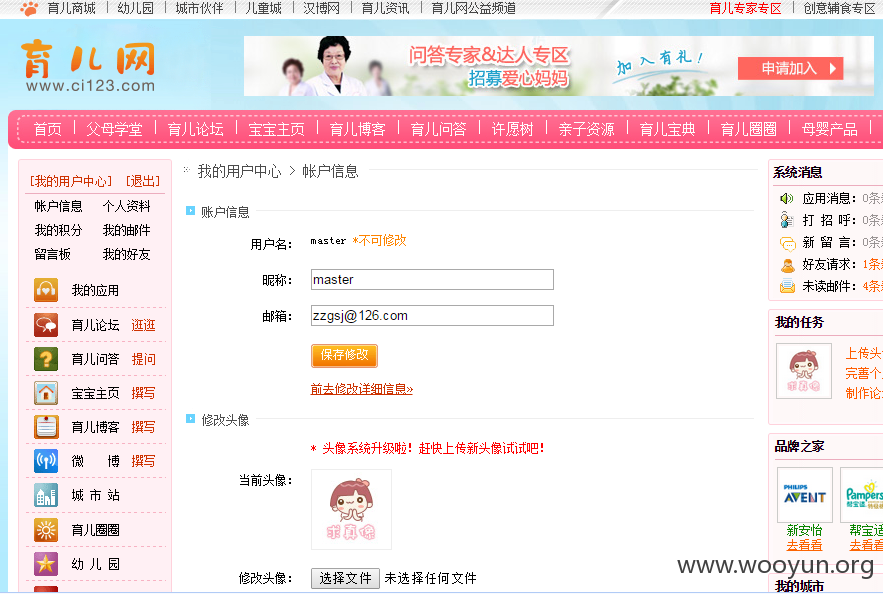 育儿商城 幼儿园 城市伙伴 儿童城 汉博网 育儿资讯 育儿网公益频道 育儿专家专区 创意辅食专区
育儿网
www.ci123.com
问答专家&达人专区
招募爱心妈妈
加入有礼!
申请加入
首页 父母学堂 育儿论坛 宝宝主页 育儿博客 育儿问答 许愿树 亲子资源 育儿宝典 育儿圈圈 母婴产品
[我的用户中心] [退出]
帐户信息 个人资料
我的积分 我的邮件
留言板 我的好友
我的应用
育儿论坛 逛逛
育儿问答 提问
宝宝主页 撰写
育儿博客 撰写
微 博 撰写
城 市 站
育儿圈圈
幼 儿 园
我的用户中心 > 帐户信息
账户信息
用户名: master *不可修改
昵称: master
邮箱: zzgsj@126.com
保存修改
前去修改详细信息»
修改头像
* 头像系统升级啦! 赶快上传新头像试试吧!
当前头像:
求真像
修改头像: 选择文件 未选择任何文件
系统消息
应用消息: 0条
打 招 呼: 0条
新 留 言: 0条
好友请求: 1条
未读邮件: 4条
我的任务
求真像
上传头
完善个
制作论
品牌之家
PHILIPS
AVENT
Pampers
帮宝适
新安怡
帮宝适
去看看
去看看
我的城市
www.wooyun.org